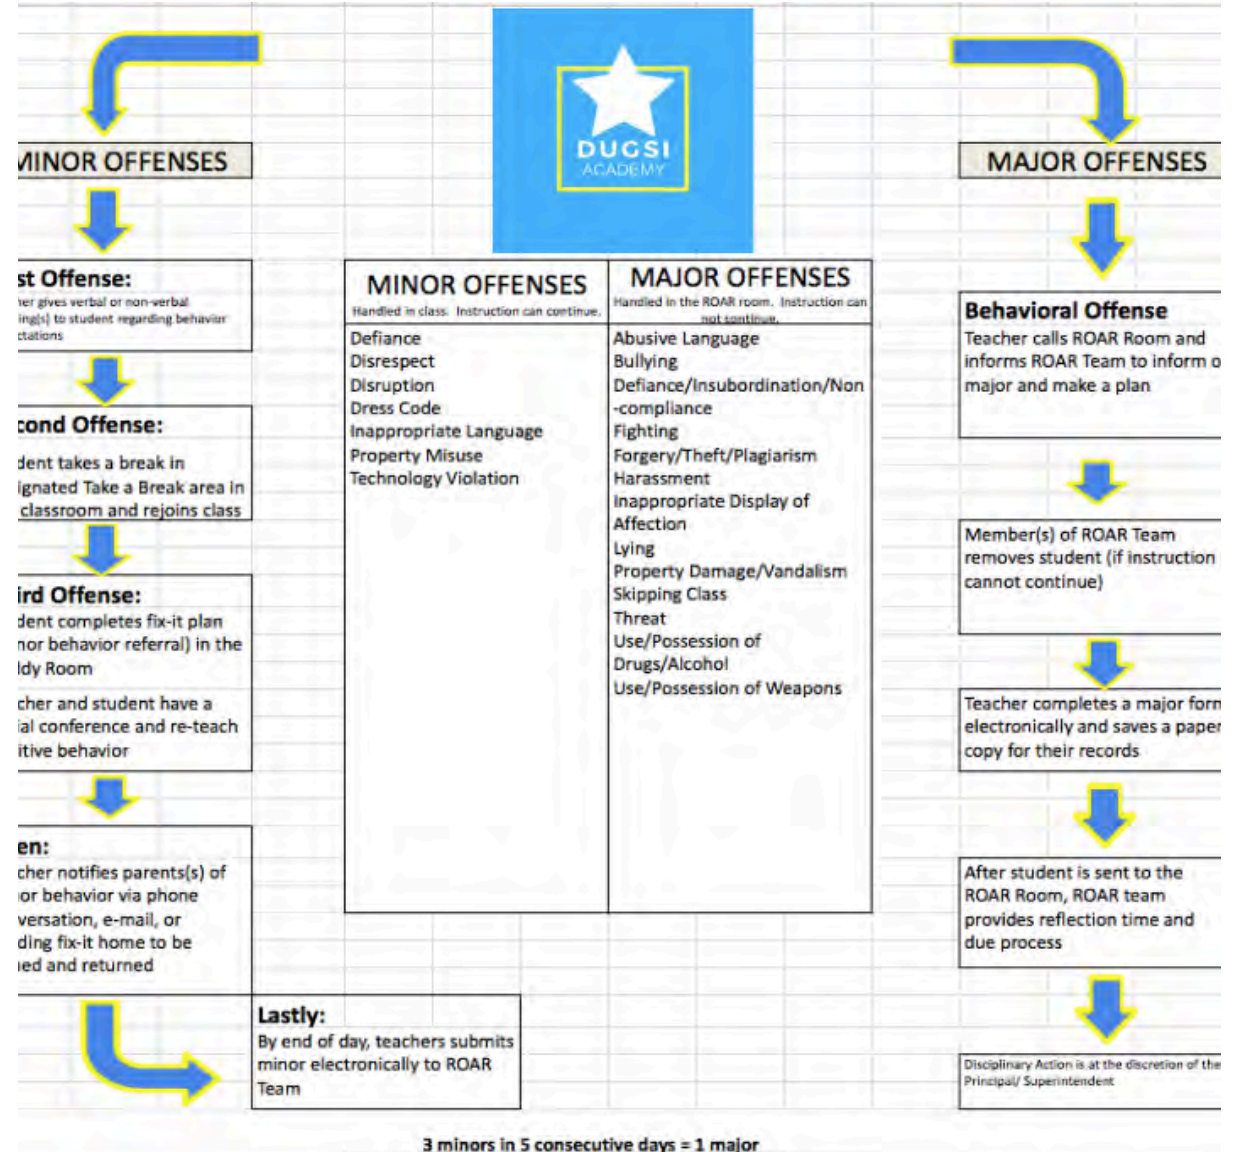 DUGSI
ACADEMY
MINOR OFFENSES
st Offense:
her gives verbal or non-verbal
ing(s) to student regarding behavior
ctations
cond Offense:
dent takes a break in
ignated Take a Break area in
classroom and rejoins class
ird Offense:
dent completes fix-it plan
nor behavior referral) in the
ldy Room
cher and student have a
ial conference and re-teach
itive behavior
en:
cher notifies parents(s) of
or behavior via phone
versation, e-mail, or
ding fix-it home to be
ned and returned
Lastly:
By end of day, teachers submits
minor electronically to ROAR
Team
MINOR OFFENSES
Handled in class. Instruction can continue.
Defiance
Disrespect
Disruption
Dress Code
Inappropriate Language
Property Misuse
Technology Violation
MAJOR OFFENSES
Handled in the ROAR room. Instruction can
not continue.
Abusive Language
Bullying
Defiance/Insubordination/Non
-compliance
Fighting
Forgery/Theft/Plagiarism
Harassment
Inappropriate Display of
Affection
Lying
Property Damage/Vandalism
Skipping Class
Threat
Use/Possession of
Drugs/Alcohol
Use/Possession of Weapons
MAJOR OFFENSES
Behavioral Offense
Teacher calls ROAR Room and
informs ROAR Team to inform o
major and make a plan
Member(s) of ROAR Team
removes student (if instruction
cannot continue)
Teacher completes a major form
electronically and saves a paper
copy for their records
After student is sent to the
ROAR Room, ROAR team
provides reflection time and
due process
Disciplinary Action is at the discretion of the
Principal/ Superintendent
3 minors in 5 consecutive days = 1 major